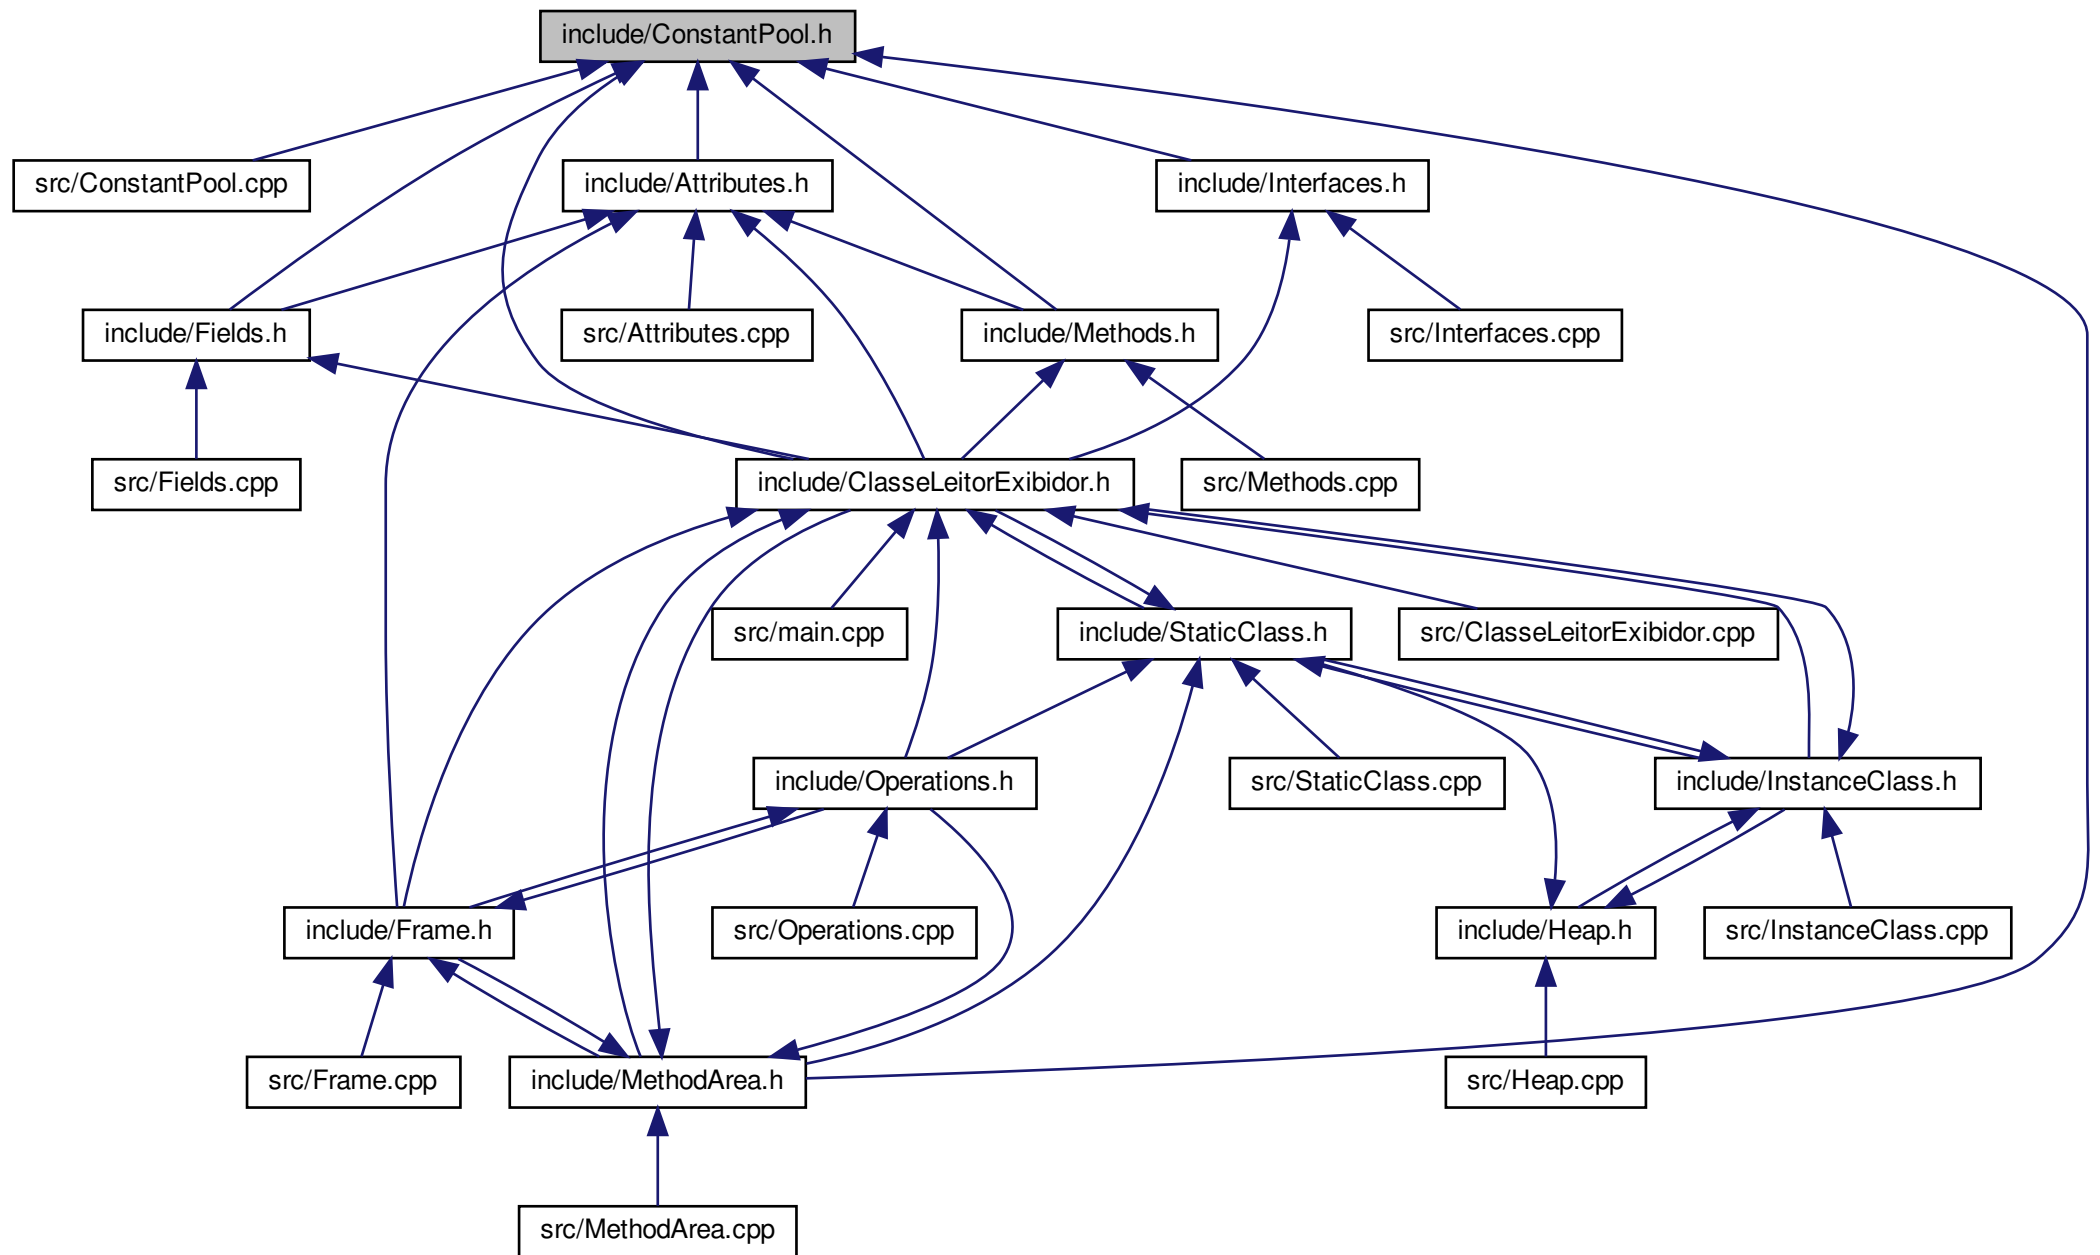 include/ConstantPool.h
src/ConstantPool.cpp
include/Attributes.h
include/Interfaces.h
include/Fields.h
src/Attributes.cpp
include/Methods.h
src/Interfaces.cpp
src/Fields.cpp
include/ClasseLeitorExibidor.h
src/Methods.cpp
src/main.cpp
include/StaticClass.h
src/ClasseLeitorExibidor.cpp
include/Operations.h
src/StaticClass.cpp
include/InstanceClass.h
include/Frame.h
src/Operations.cpp
include/Heap.h
src/InstanceClass.cpp
src/Frame.cpp
include/MethodArea.h
src/Heap.cpp
src/MethodArea.cpp